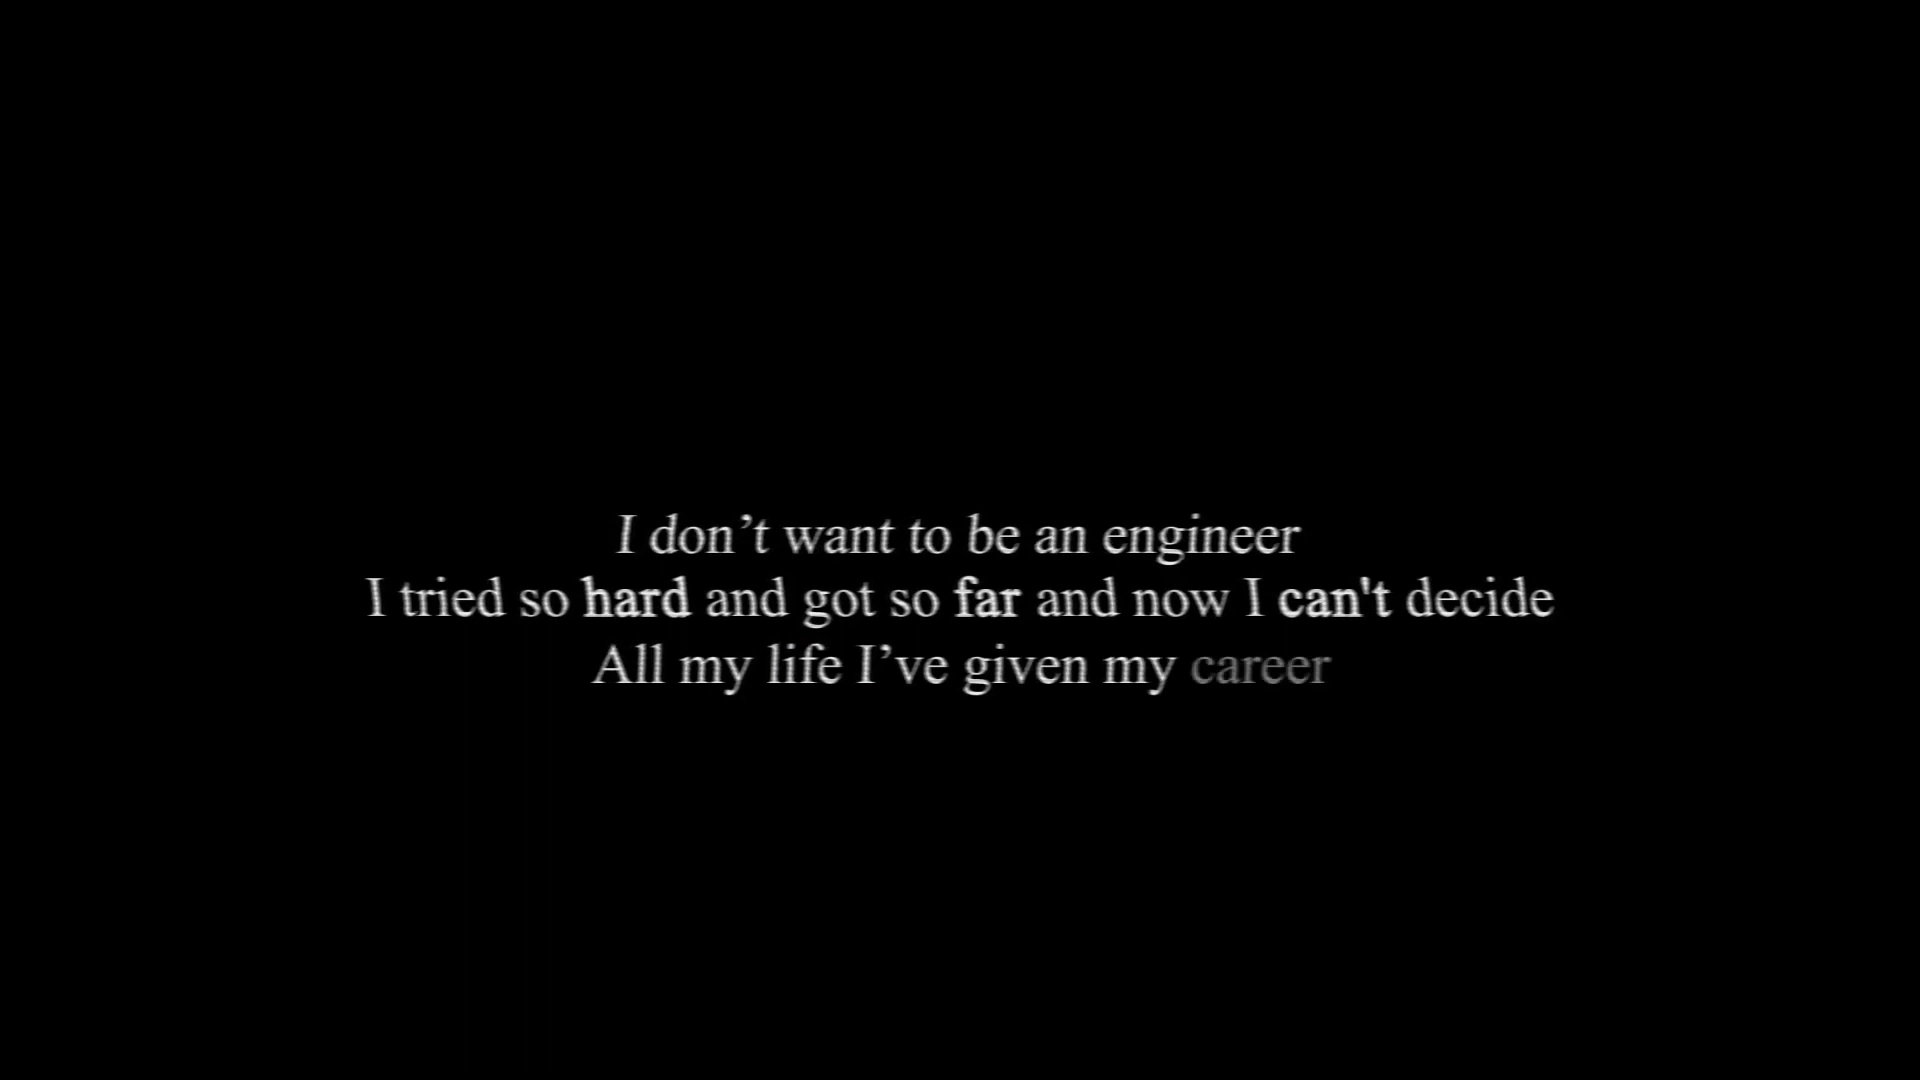 I don’t want to be an engineer
I tried so hard and got so far and now I can't decide
All my life I’ve given my career